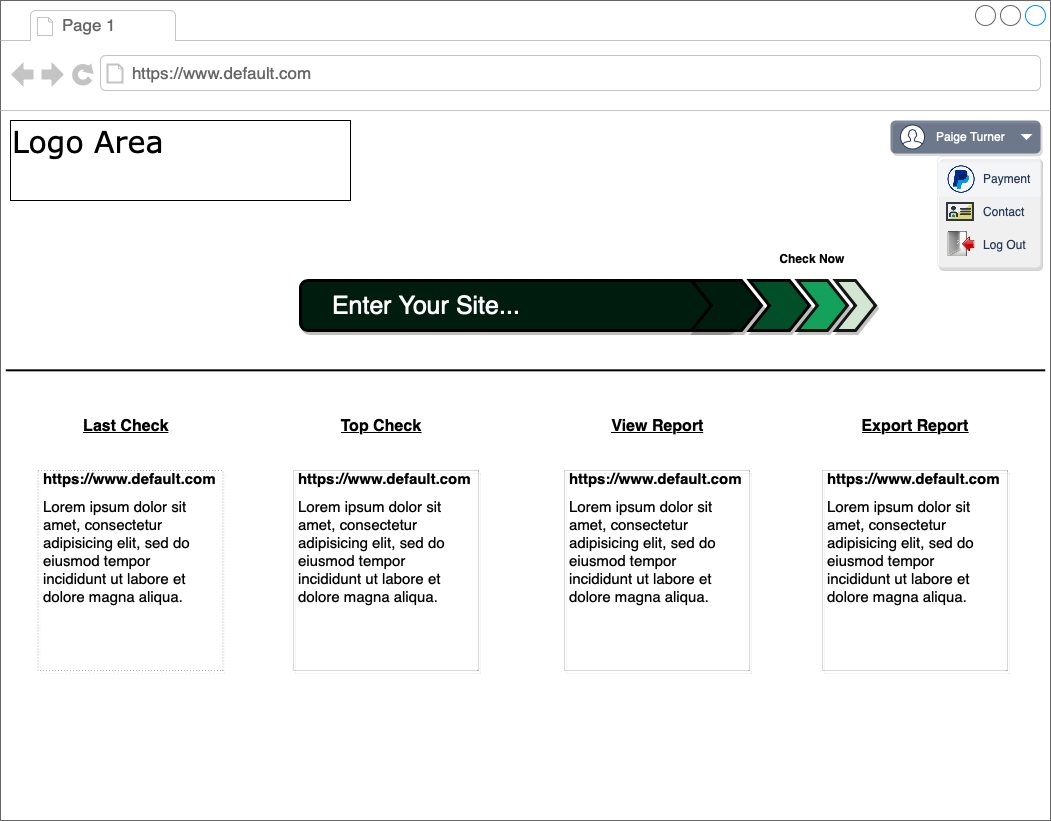 Page 1
https://www.default.com
Logo Area
Paige Turner
Payment
Contact
Log Out
Check Now
Enter Your Site...
Last Check
Top Check
View Report
Export Report
https://www.default.com
Lorem ipsum dolor sit
amet, consectetur
adipisicing elit, sed do
eiusmod tempor
incididunt ut labore et
dolore magna aliqua.
https://www.default.com
Lorem ipsum dolor sit
amet, consectetur
adipisicing elit, sed do
eiusmod tempor
incididunt ut labore et
dolore magna aliqua.
https://www.default.com
Lorem ipsum dolor sit
amet, consectetur
adipisicing elit, sed do
eiusmod tempor
incididunt ut labore et
dolore magna aliqua.
https://www.default.com
Lorem ipsum dolor sit
amet, consectetur
adipisicing elit, sed do
eiusmod tempor
incididunt ut labore et
dolore magna aliqua.